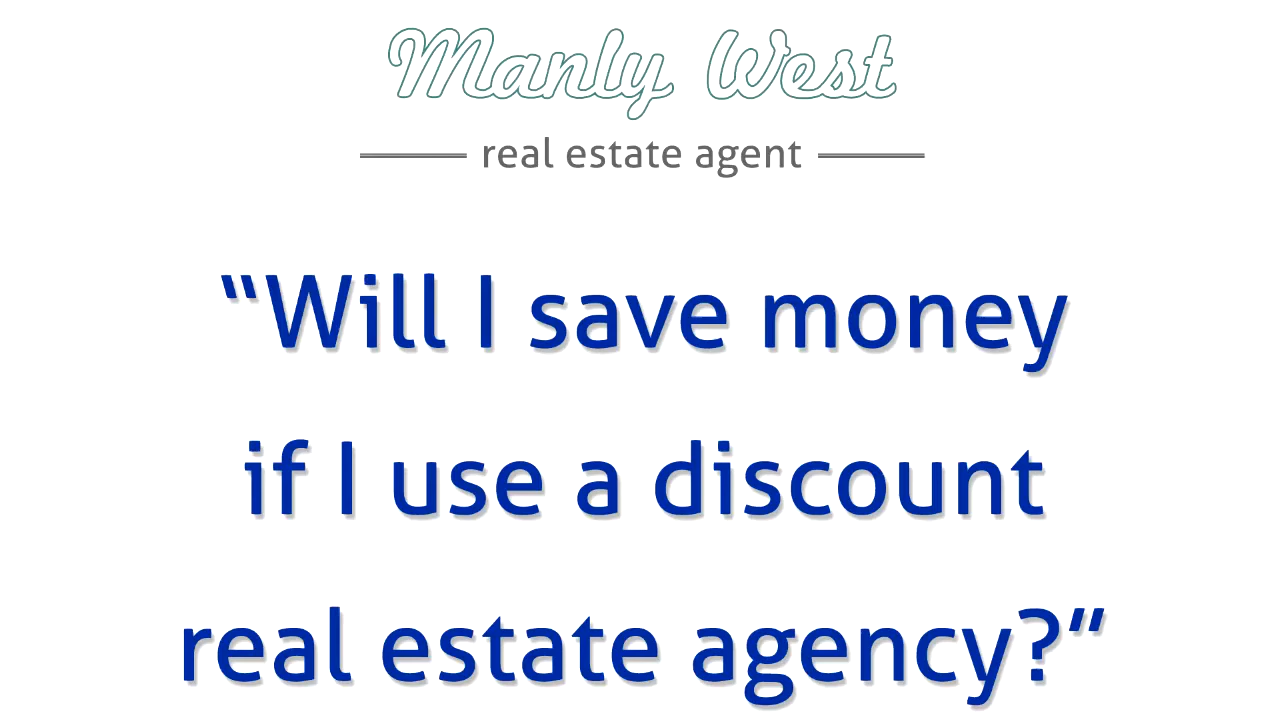 Manly West
real estate agent
“Will I save money
if I use a discount
real estate agency?”